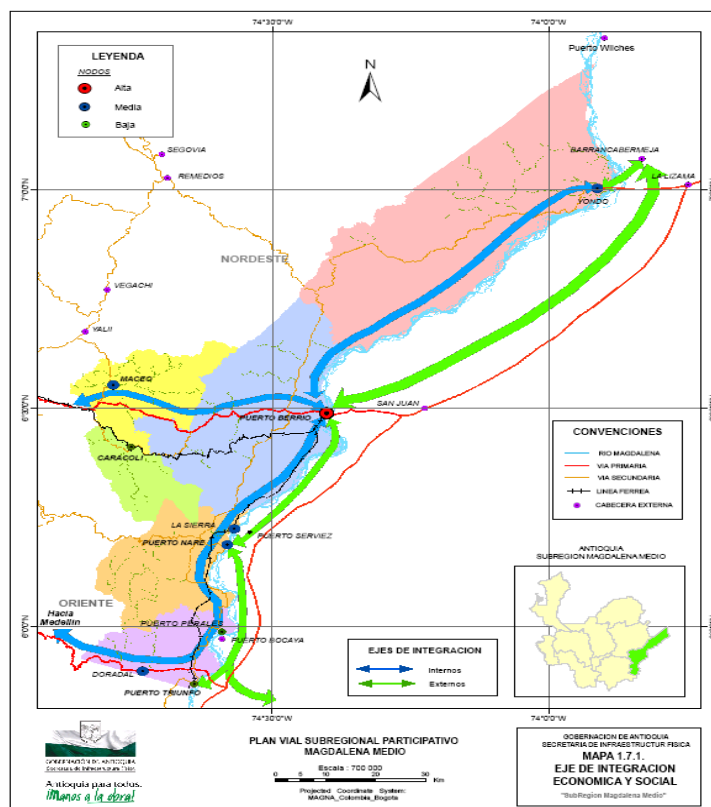 74°30'0"W
74°0'0"W
LEYENDA
NODOS
Alta
Media
Baja
Puerto Wilches
SEGOVIA
REMEDIOS
BARRANCABERMEJA
LA LIZAMA
7°0'0"N
YONDO
NORDESTE
VEGACHI
YALII
MACEO
SAN JUAN
6°30'0"N
PUERTO BERRIO
CARACOLI
CONVENCIONES
RIO MAGDALENA
VIA PRIMARIA
VIA SECUNDARIA
LINEA FERREA
CABECERA EXTERNA
LA SIERRA
PUERTO SERVIEZ
PUERTO NARE
ANTIOQUIA
SUBREGION MAGDALENA MEDIO
ORIENTE
Hacia
Medellin
PUERTO PERALES
6°0'0"N
PUERTO BOCAYA
DORADAL
PUERTO TRIUNFO
EJES DE INTEGRACION
Internos
Externos
74°30'0"W
74°0'0"W
GOBERNACION DE ANTIOQUIA
Antioquia para todos.
¡Manos a la obra!
PLAN VIAL SUBREGIONAL PARTICIPATIVO
MAGDALENA MEDIO
Escala : 700 000
0 5 10 20 30
Km
Projected Coordinate System:
MAGNA_Colombia_Bogota
GOBERNACION DE ANTIOQUIA
SECRETARIA DE INFRAESTRUCTUR FISICA
MAPA 1.7.1.
EJE DE INTEGRACION
ECONOMICA Y SOCIAL
"SubRegion Magdalena Medio"